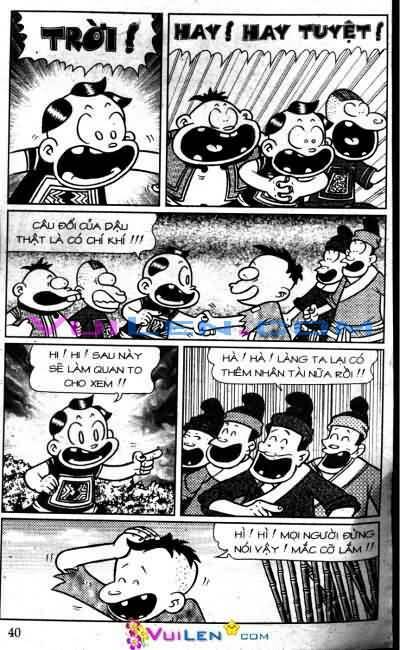 TRỜI !
HAY ! HAY TUYỆT !
CÂU ĐỐI CỦA DẬU
THẬT LÀ CÓ CHÍ KHÍ !!!
VUILEN.COM
HI ! HI ! SAU NÀY
SẼ LÀM QUAN TO
CHO XEM !!
HÀ ! HÀ ! LÀNG TA LẠI CÓ
THÊM NHÂN TÀI NỮA RỒI !!
HÌ ! HÌ ! MỌI NGƯỜI ĐỪNG
NÓI VẬY ! MẮC CỠ LẮM !!
40
VUILEN.COM